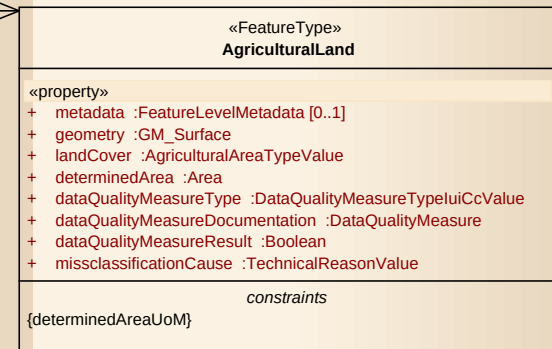 «FeatureType»
AgriculturalLand
«property»
+ metadata :FeatureLevelMetadata [0..1]
+ geometry :GM_Surface
+ landCover :AgriculturalAreaTypeValue
+ determinedArea :Area
+ dataQualityMeasureType :DataQualityMeasureTypeIuiCcValue
+ dataQualityMeasureDocumentation :DataQualityMeasure
+ dataQualityMeasureResult :Boolean
+ missclassificationCause :TechnicalReasonValue
constraints
{determinedAreaUoM}